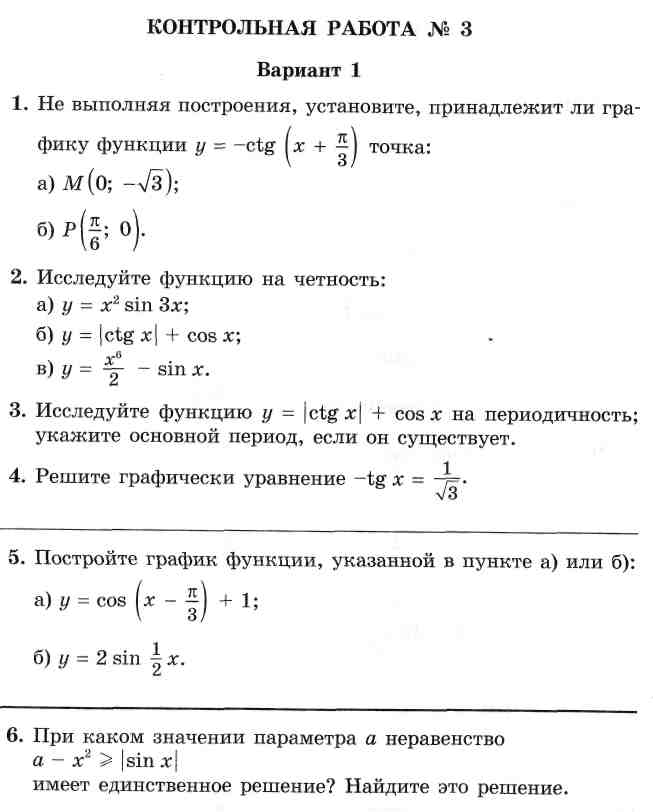 КОНТРОЛЬНАЯ РАБОТА № 3
Вариант 1
1. Не выполняя построения, установите, принадлежит ли гра-
фику функции y = −ctg (x + π/3) точка:
а) M(0; −√3);
б) P(π/6; 0).
2. Исследуйте функцию на четность:
а) y = x² sin 3x;
б) y = |ctg x| + cos x;
в) y = x⁶/2 − sin x.
3. Исследуйте функцию y = |ctg x| + cos x на периодичность;
укажите основной период, если он существует.
4. Решите графически уравнение −tg x = 1/√3.
5. Постройте график функции, указанной в пункте а) или б):
а) y = cos (x − π/3) + 1;
б) y = 2 sin 1/2 x.
6. При каком значении параметра a неравенство
a − x² ⩾ |sin x|
имеет единственное решение? Найдите это решение.